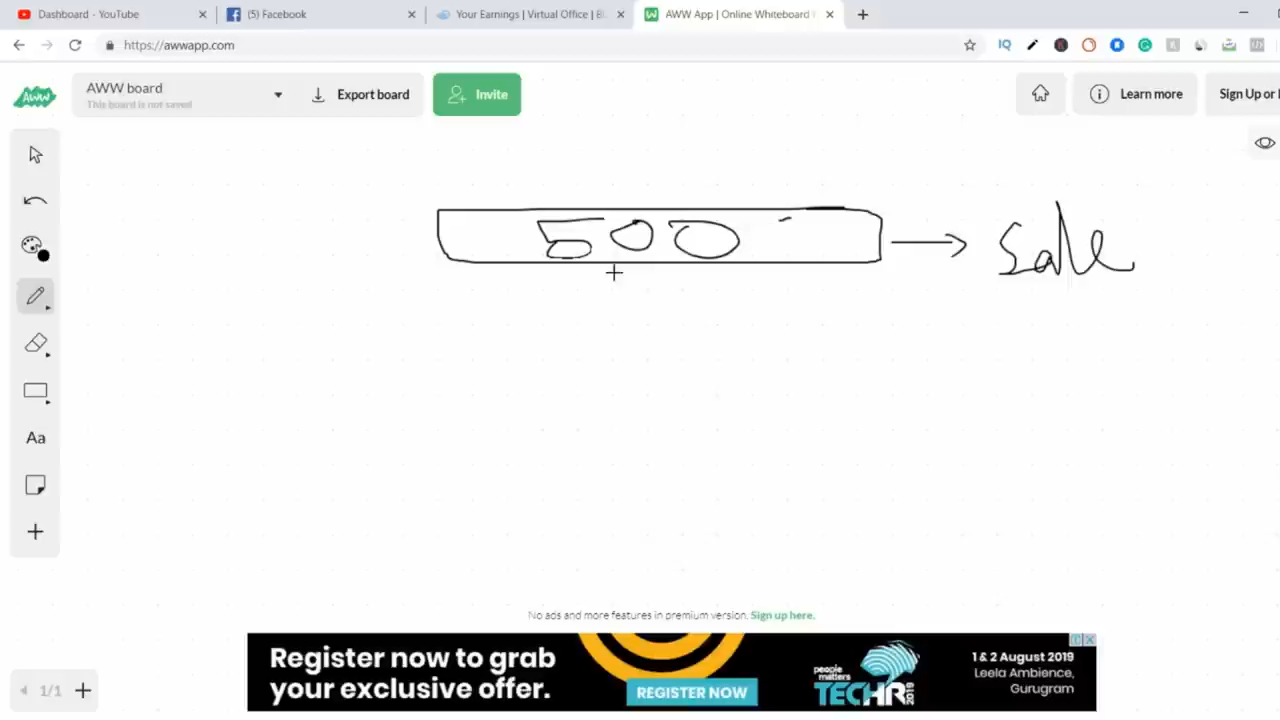 Dashboard - YouTube
(5) Facebook
Your Earnings | Virtual Office | Bl
AWW App | Online Whiteboard
https://awwapp.com
IQ
AWW
AWW board
This board is not saved
Export board
Invite
Learn more
Sign Up or
500
sale
Aa
No ads and more features in premium version. Sign up here.
Register now to grab
your exclusive offer.
REGISTER NOW
people
matters
TECHR
2019
1 & 2 August 2019
Leela Ambience,
Gurugram
1/1